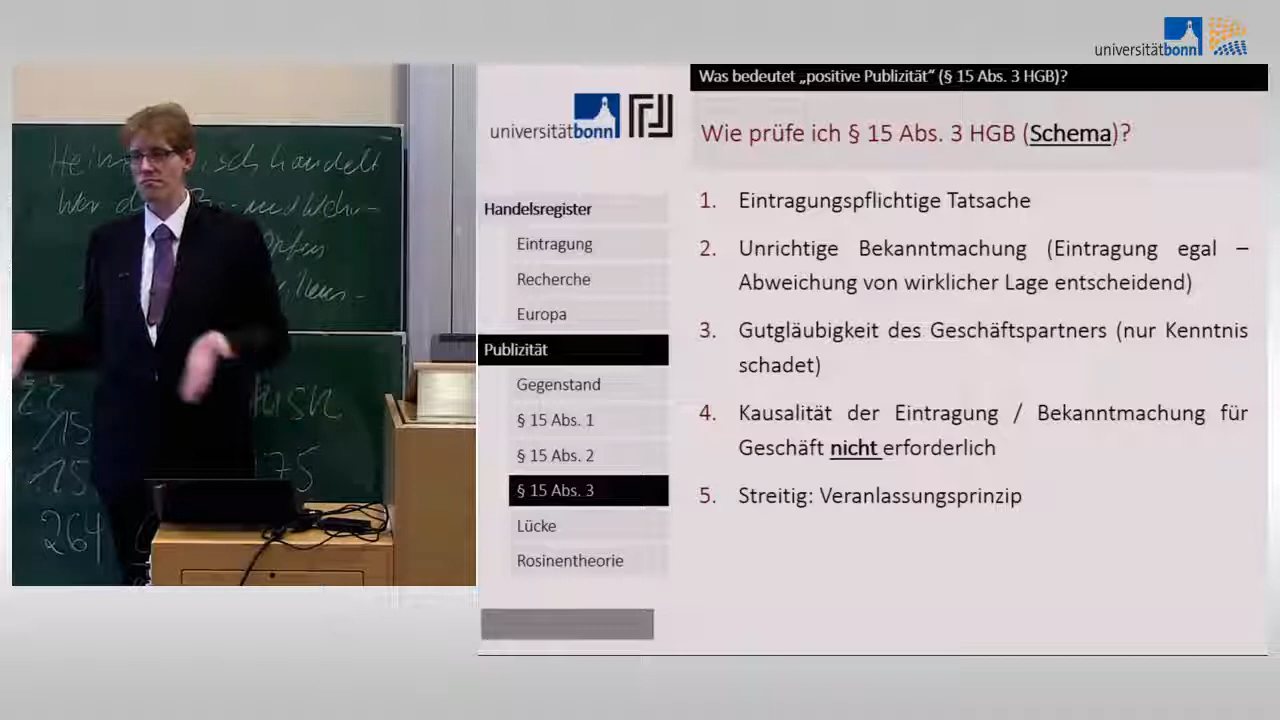 universitätbonn
Was bedeutet „positive Publizität“ (§ 15 Abs. 3 HGB)?
universitätbonn
Wie prüfe ich § 15 Abs. 3 HGB (Schema)?
Handelsregister
Eintragung
Recherche
Europa
Publizität
Gegenstand
§ 15 Abs. 1
§ 15 Abs. 2
§ 15 Abs. 3
Lücke
Rosinentheorie
1. Eintragungspflichtige Tatsache
2. Unrichtige Bekanntmachung (Eintragung egal –
Abweichung von wirklicher Lage entscheidend)
3. Gutgläubigkeit des Geschäftspartners (nur Kenntnis
schadet)
4. Kausalität der Eintragung / Bekanntmachung für
Geschäft nicht erforderlich
5. Streitig: Veranlassungsprinzip
handelt
15
15
75
264